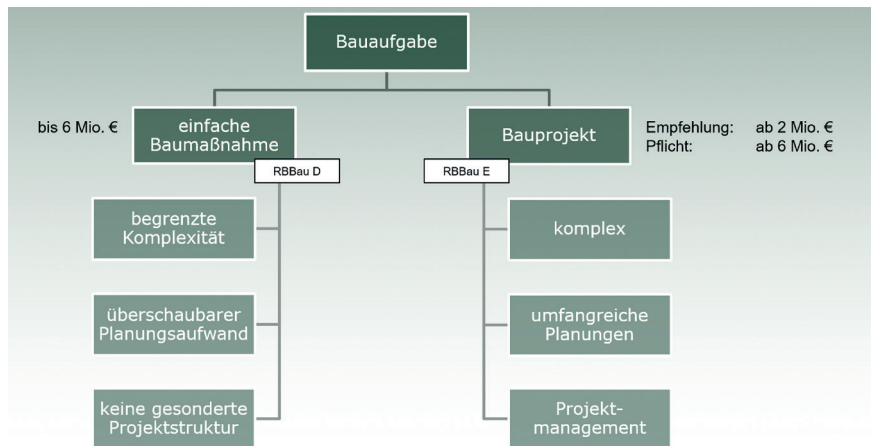 Bauaufgabe
bis 6 Mio. €
einfache
Baumaßnahme
RBBau D
Bauprojekt
RBBau E
Empfehlung: ab 2 Mio. €
Pflicht: ab 6 Mio. €
begrenzte
Komplexität
komplex
überschaubarer
Planungsaufwand
umfangreiche
Planungen
keine gesonderte
Projektstruktur
Projekt-
management